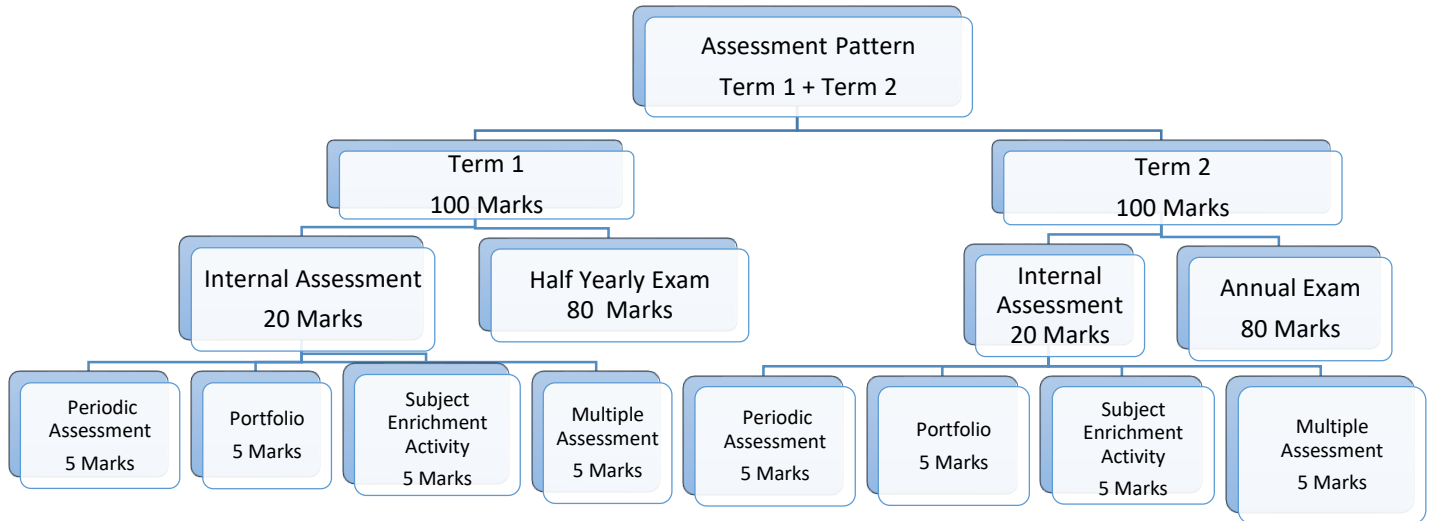 Assessment Pattern
Term 1 + Term 2
Term 1
100 Marks
Term 2
100 Marks
Internal Assessment
20 Marks
Half Yearly Exam
80 Marks
Internal
Assessment
20 Marks
Annual Exam
80 Marks
Periodic
Assessment
5 Marks
Portfolio
5 Marks
Subject
Enrichment
Activity
5 Marks
Multiple
Assessment
5 Marks
Periodic
Assessment
5 Marks
Portfolio
5 Marks
Subject
Enrichment
Activity
5 Marks
Multiple
Assessment
5 Marks